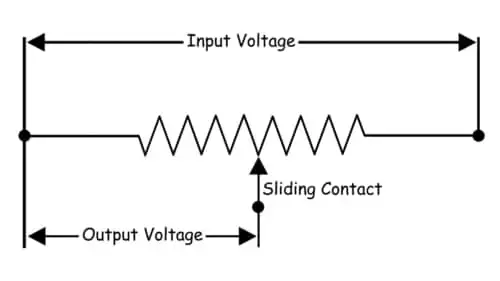 Input Voltage
Sliding Contact
Output Voltage